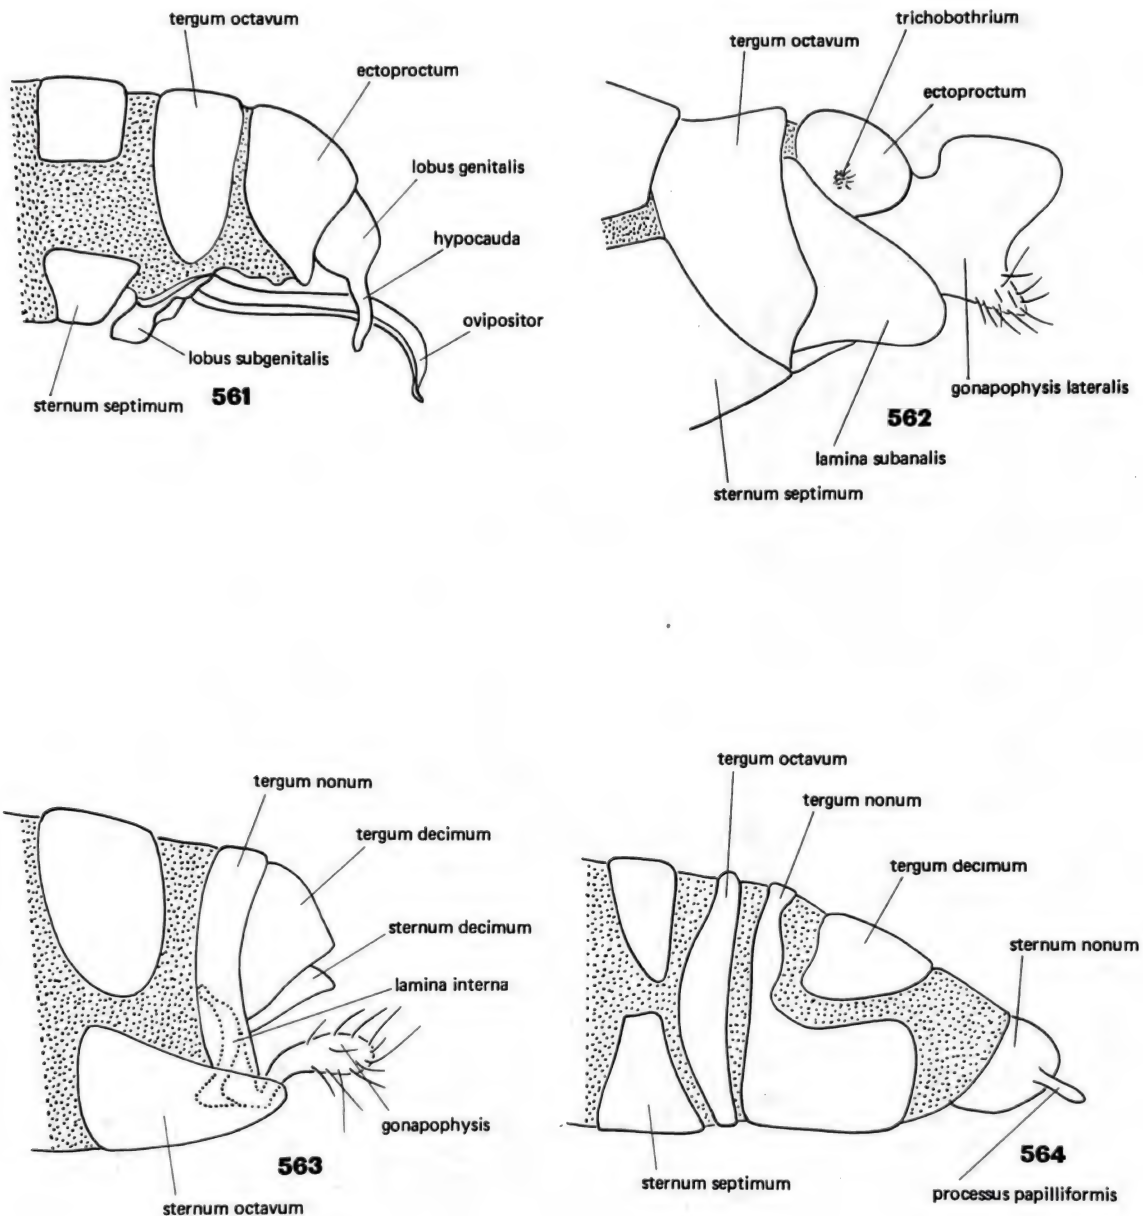 tergum octavum
ectoproctum
lobus genitalis
hypocauda
ovipositor
lobus subgenitalis
sternum septimum
561
trichobothrium
tergum octavum
ectoproctum
gonapophysis lateralis
562
lamina subanalis
sternum septimum
tergum nonum
tergum decimum
sternum decimum
lamina interna
gonapophysis
563
sternum octavum
tergum octavum
tergum nonum
tergum decimum
sternum nonum
564
sternum septimum
processus papilliformis